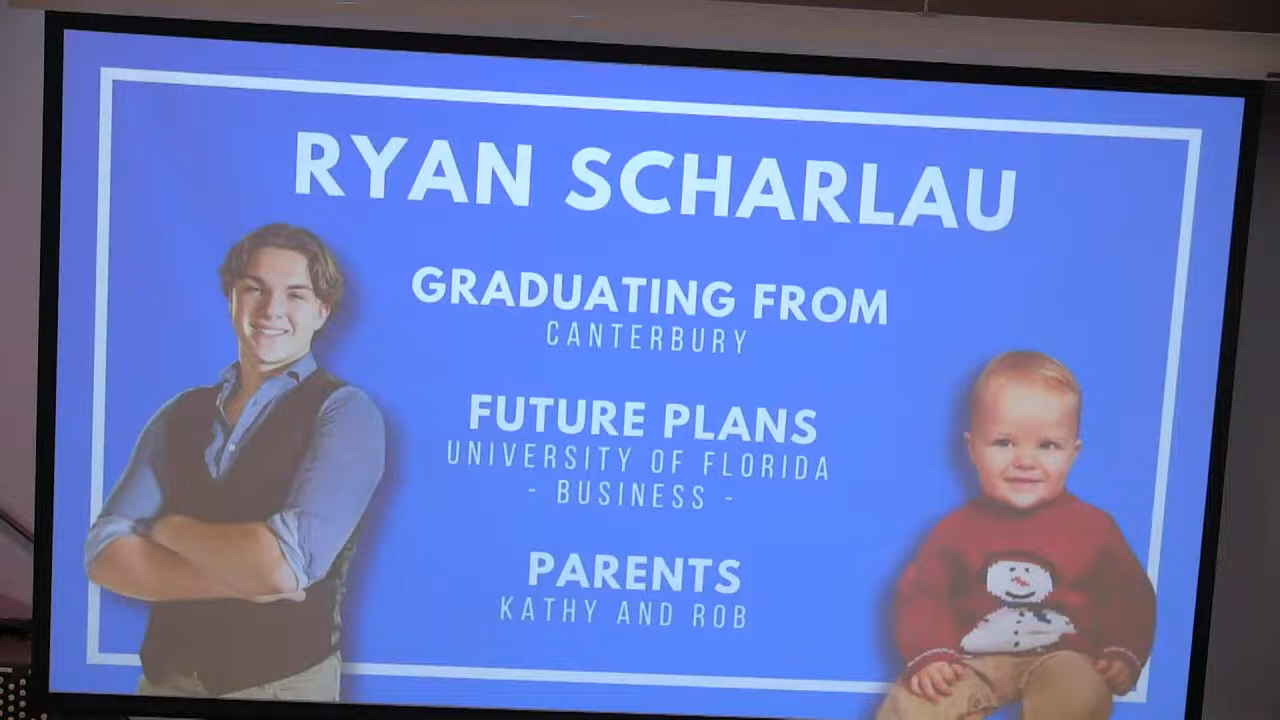 RYAN SCHARLAU
GRADUATING FROM
CANTERBURY
FUTURE PLANS
UNIVERSITY OF FLORIDA
- BUSINESS -
PARENTS
KATHY AND ROB